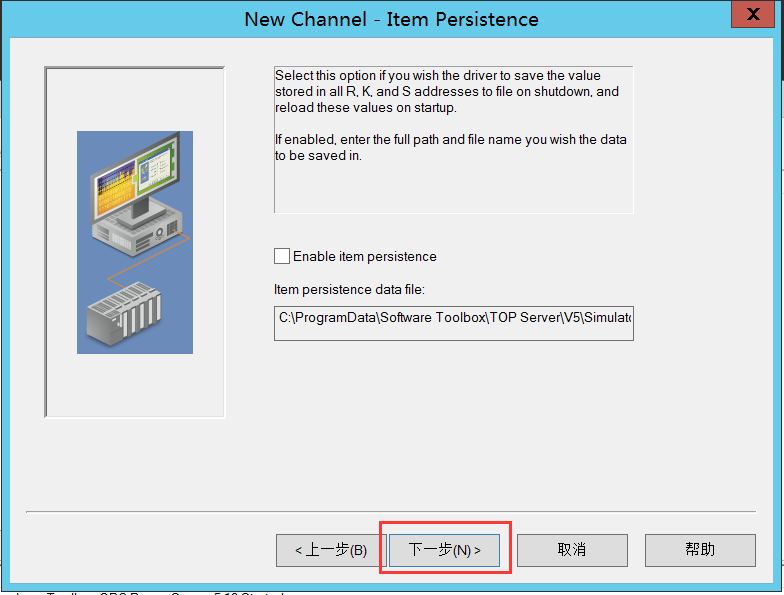 New Channel - Item Persistence
X
Select this option if you wish the driver to save the value
stored in all R, K, and S addresses to file on shutdown, and
reload these values on startup.
If enabled, enter the full path and file name you wish the data
to be saved in.
Enable item persistence
Item persistence data file:
C:\ProgramData\Software Toolbox\TOP Server\V5\Simulato
< 上一步(B)
下一步(N) >
取消
帮助